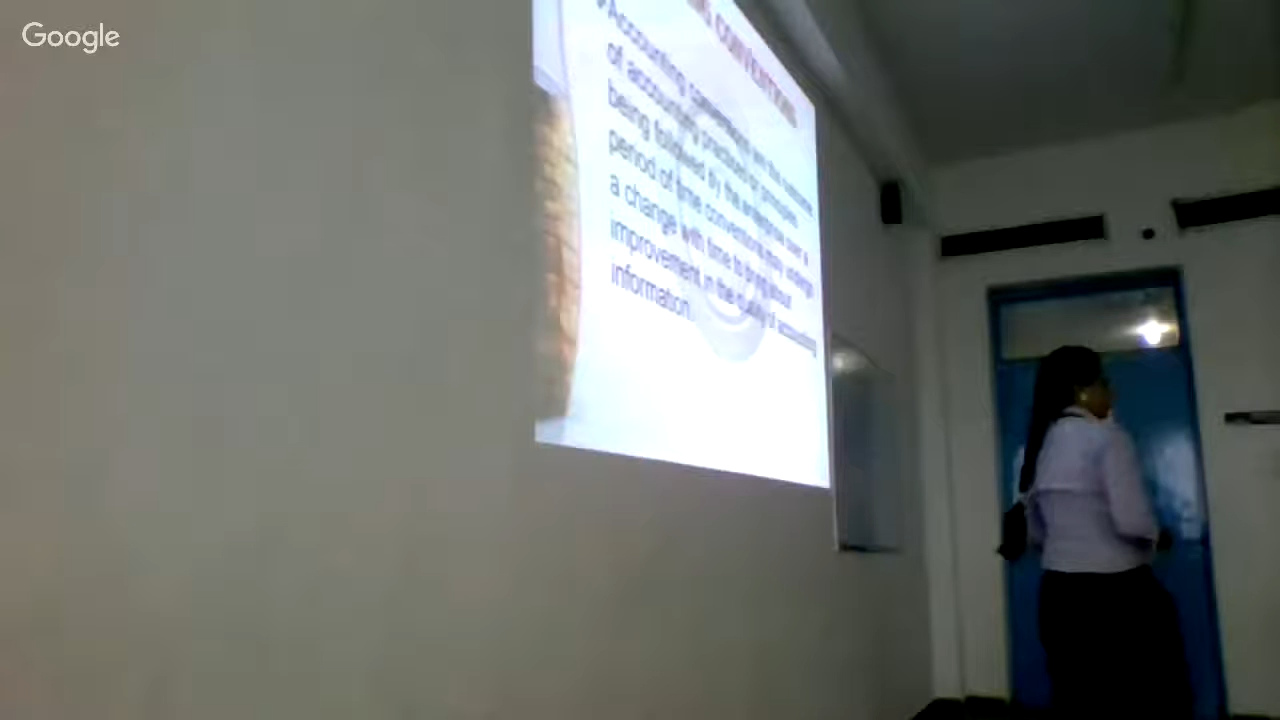 Google
CONVENTIONS
Accounting conventions are the outcome
of accounting practices or principles
being followed by the enterprise over a
period of time conventions may undergo
a change with time to bring about
improvement in the quality of accounting
information.